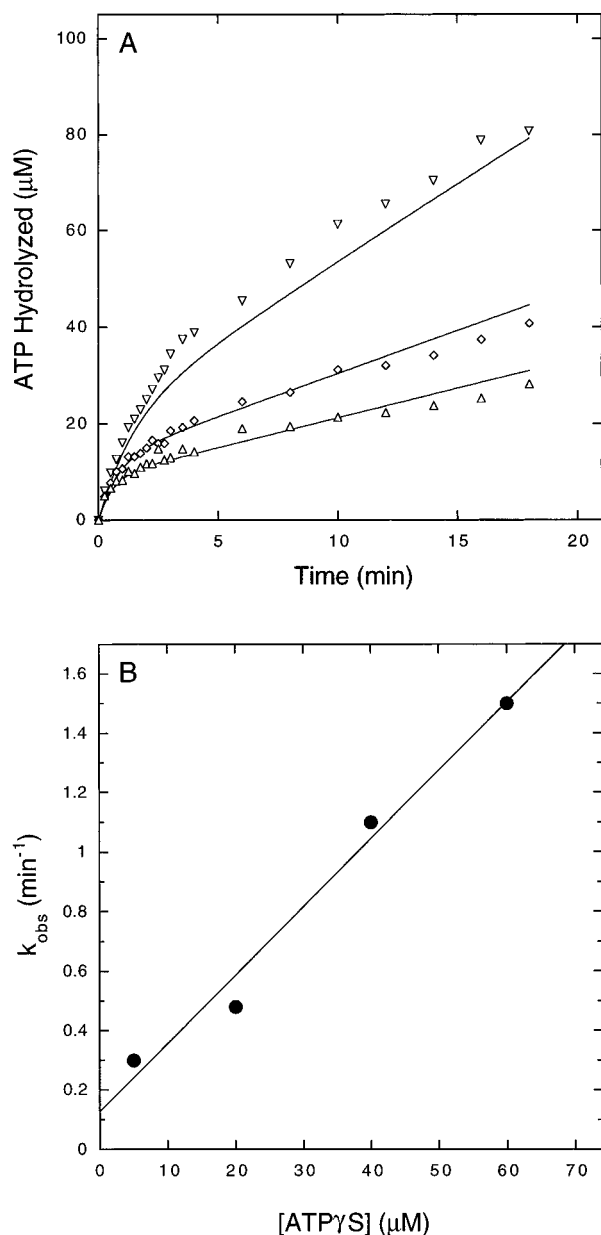 A
100
80
60
40
20
0
ATP Hydrolyzed (μM)
0 5 10 15 20
Time (min)
B
1.6
1.4
1.2
1
0.8
0.6
0.4
0.2
0
k_obs (min⁻¹)
0 10 20 30 40 50 60 70
[ATPγS] (μM)